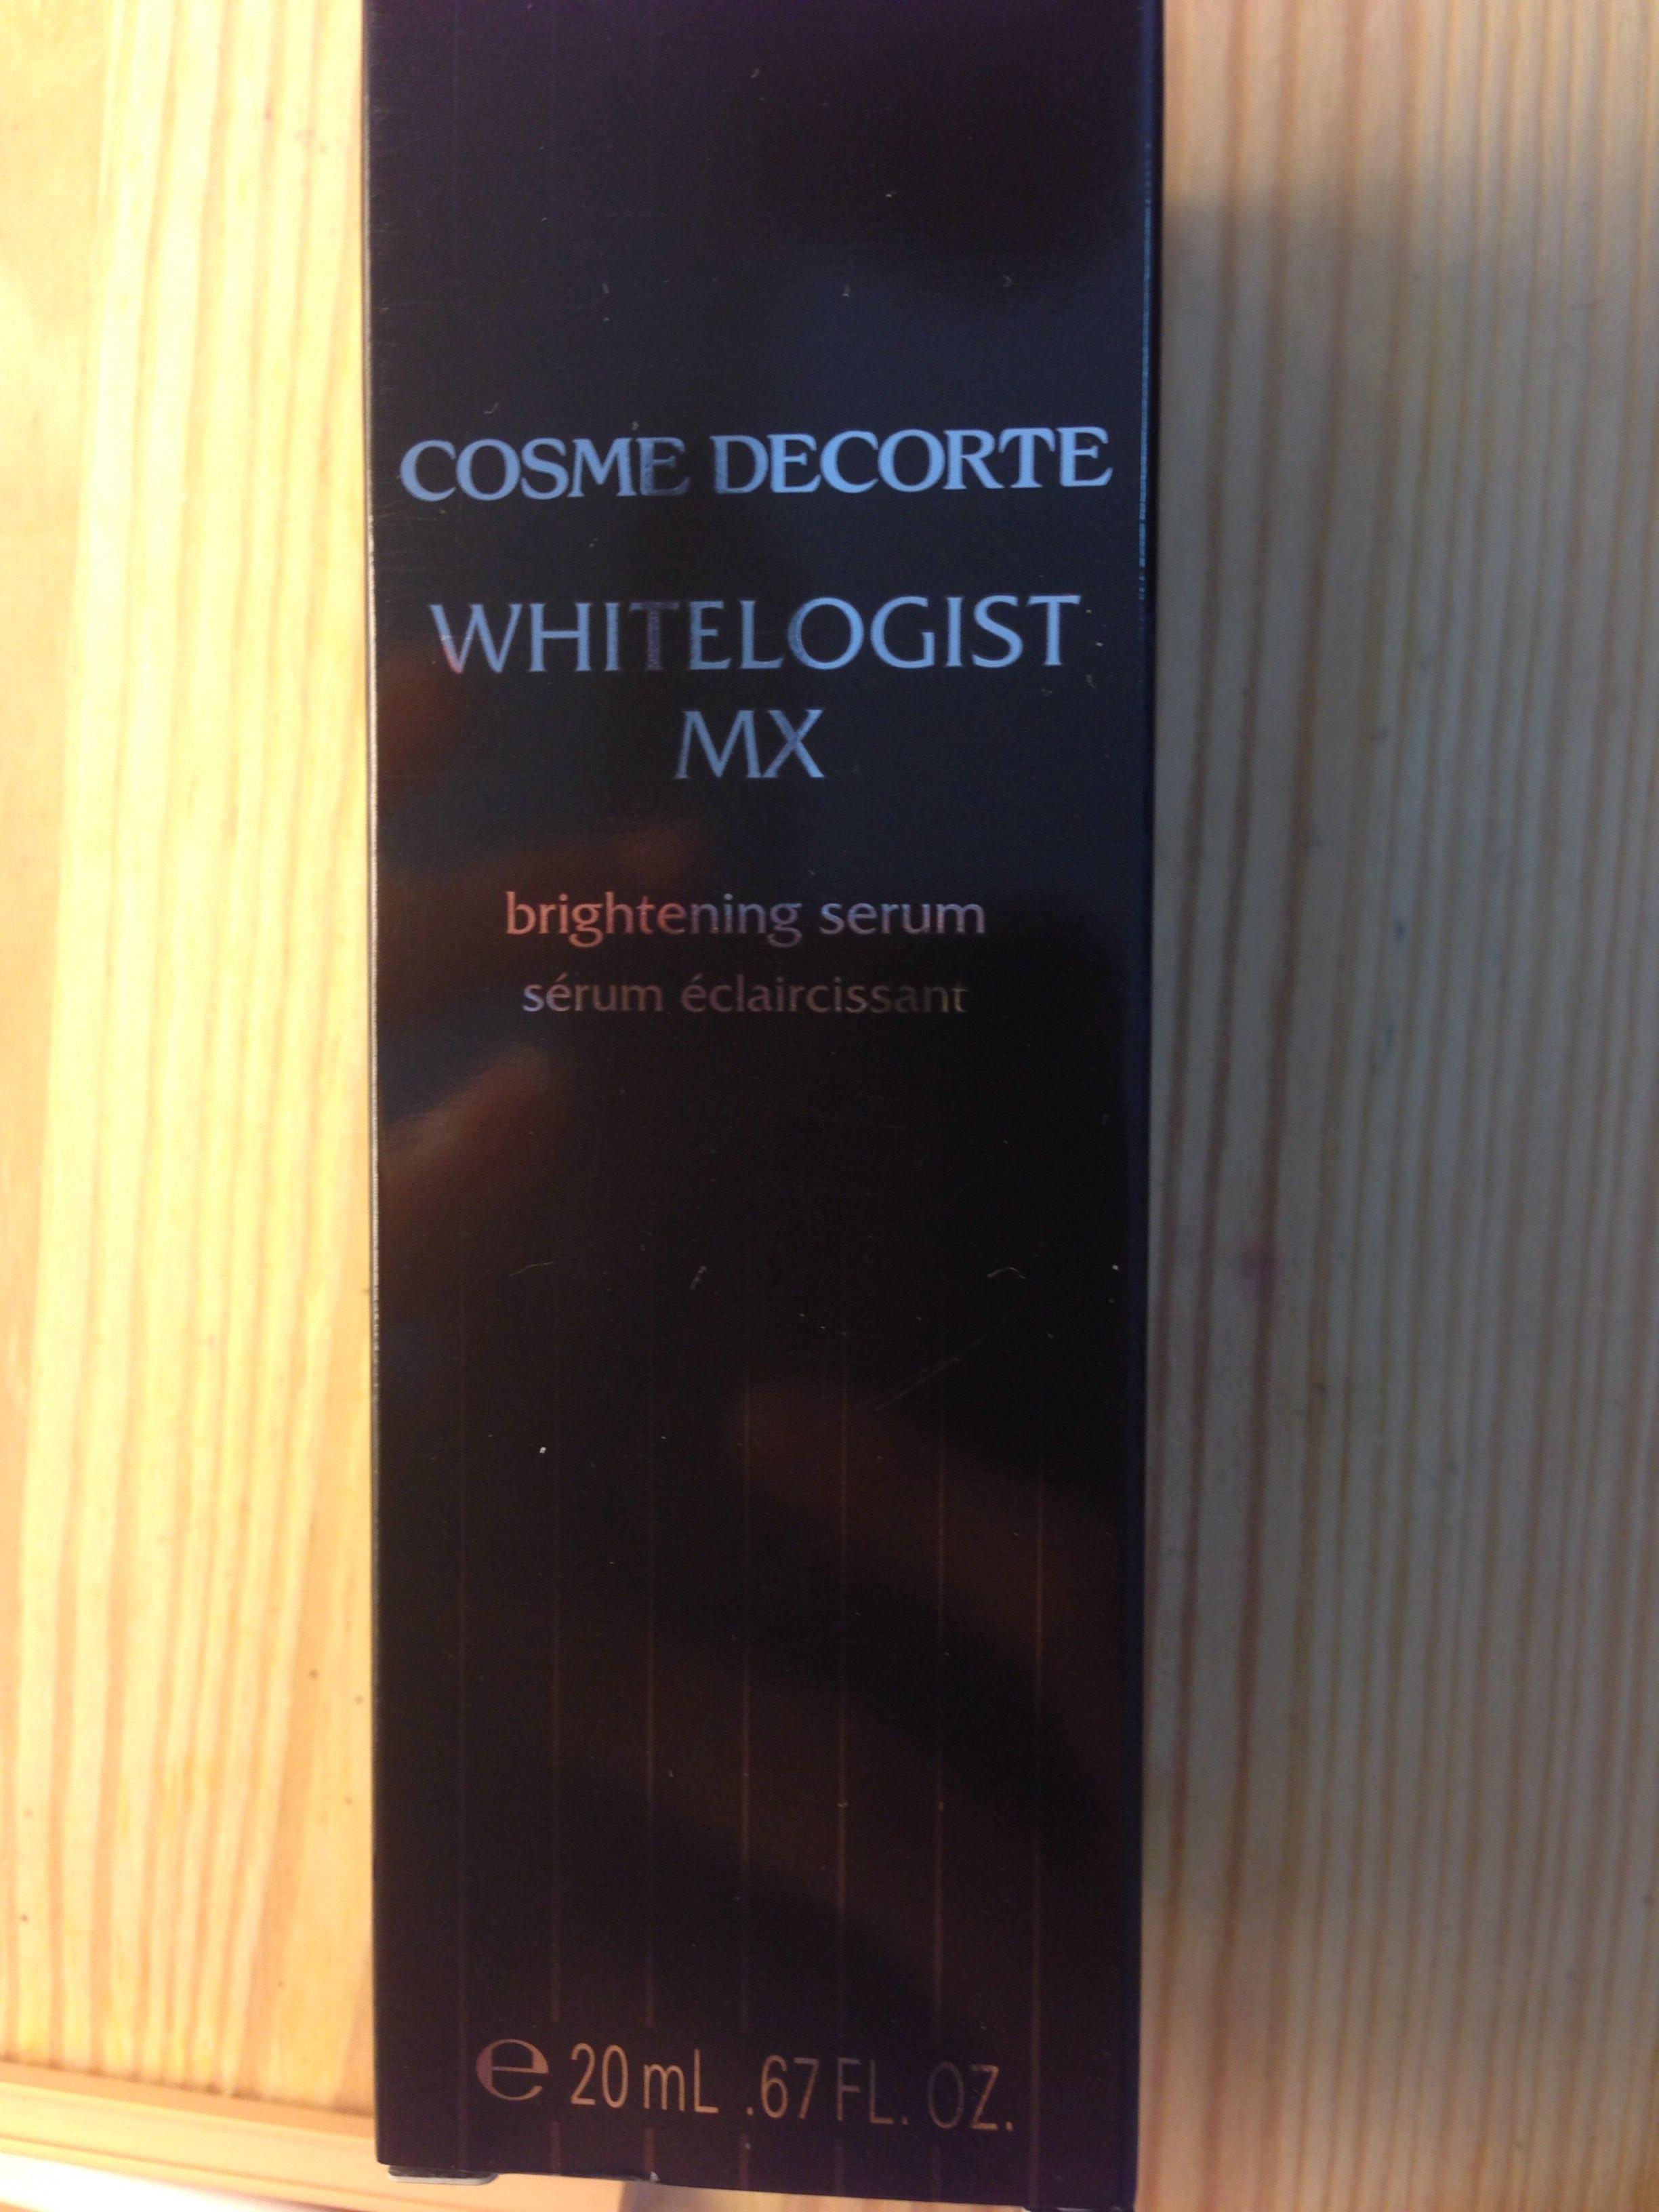 COSME DECORTE
WHITELOGIST
MX
brightening serum
sérum éclaircissant
e 20 mL .67 FL. OZ.